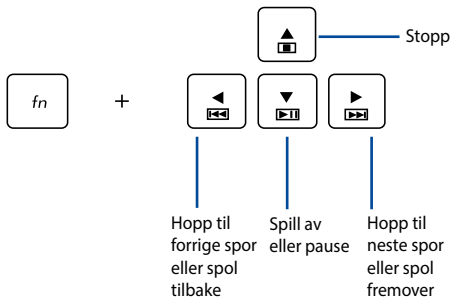 Stopp
fn
+
Hopp til
forrige spor
eller spol
tilbake
Spill av
eller pause
Hopp til
neste spor
eller spol
fremover